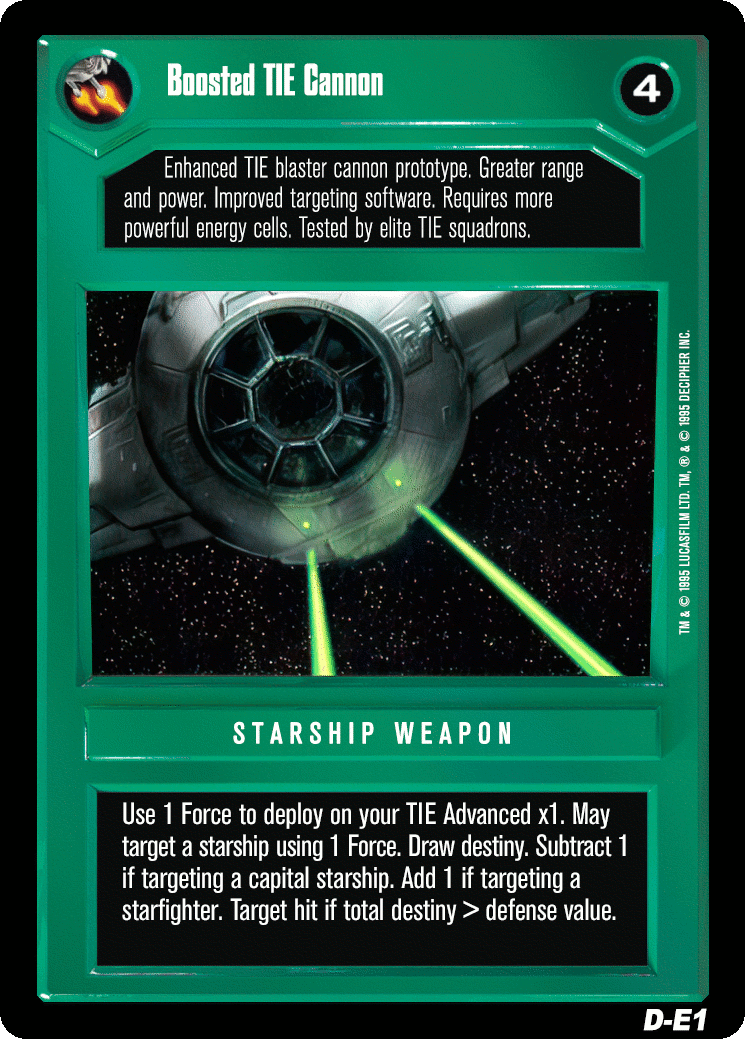 Boosted TIE Cannon
4
Enhanced TIE blaster cannon prototype. Greater range
and power. Improved targeting software. Requires more
powerful energy cells. Tested by elite TIE squadrons.
TM & © 1995 LUCASFILM LTD. TM, ® & © 1995 DECIPHER INC.
STARSHIP WEAPON
Use 1 Force to deploy on your TIE Advanced x1. May
target a starship using 1 Force. Draw destiny. Subtract 1
if targeting a capital starship. Add 1 if targeting a
starfighter. Target hit if total destiny > defense value.
D-E1